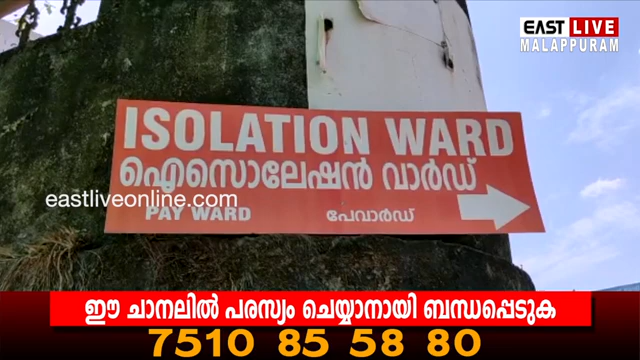 EAST LIVE
MALAPPURAM
ISOLATION WARD
ഐസൊലേഷൻ വാർഡ്
eastliveonline.com
PAY WARD പേവാർഡ്
ഈ ചാനലിൽ പരസ്യം ചെയ്യാനായി ബന്ധപ്പെടുക
7510 85 58 80